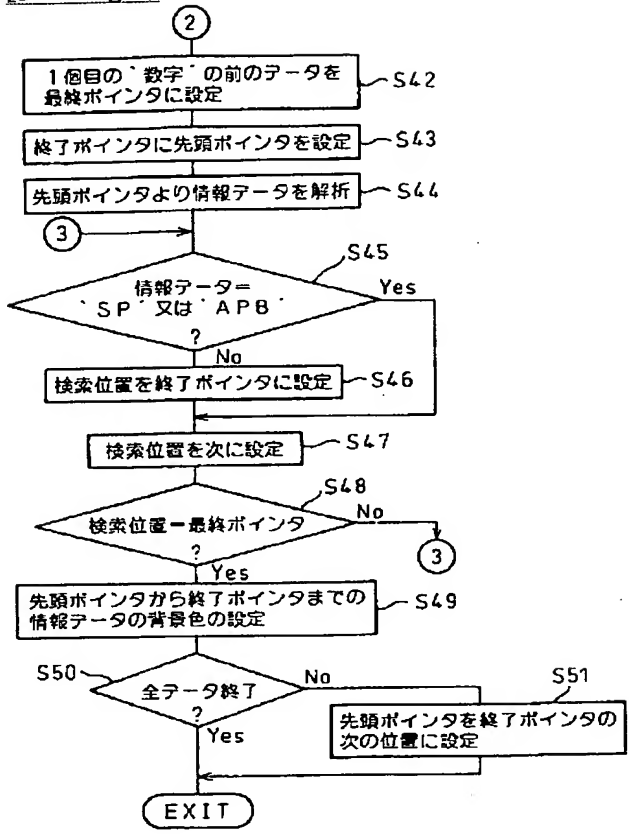 2
1個目の`数字´の前のデータを
最終ポインタに設定
S42
終了ポインタに先頭ポインタを設定
S43
先頭ポインタより情報データを解析
S44
3
S45
情報データ=
`SP´又は`APB´
?
Yes
No
検索位置を終了ポインタに設定
S46
検索位置を次に設定
S47
S48
検索位置=最終ポインタ
?
No
3
Yes
先頭ポインタから終了ポインタまでの
情報データの背景色の設定
S49
S50
全データ終了
?
No
Yes
S51
先頭ポインタを終了ポインタの
次の位置に設定
EXIT